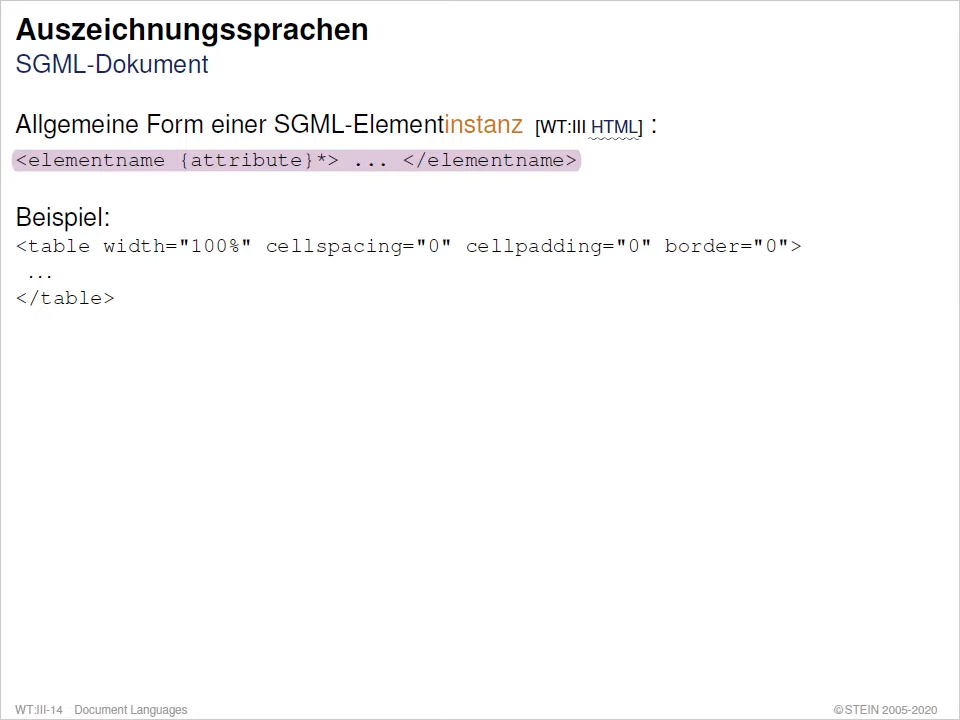 Auszeichnungssprachen
SGML-Dokument
Allgemeine Form einer SGML-Elementinstanz [WT:III HTML] :
<elementname {attribute}*> ... </elementname>
Beispiel:
<table width="100%" cellspacing="0" cellpadding="0" border="0">
...
</table>
WT:III-14 Document Languages
©STEIN 2005-2020